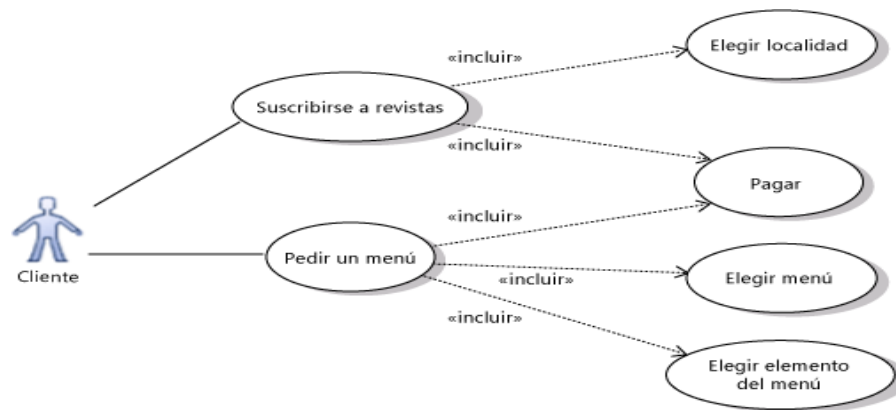 Elegir localidad
«incluir»
Suscribirse a revistas
«incluir»
Pagar
«incluir»
Pedir un menú
Cliente
«incluir»
Elegir menú
«incluir»
Elegir elemento
del menú